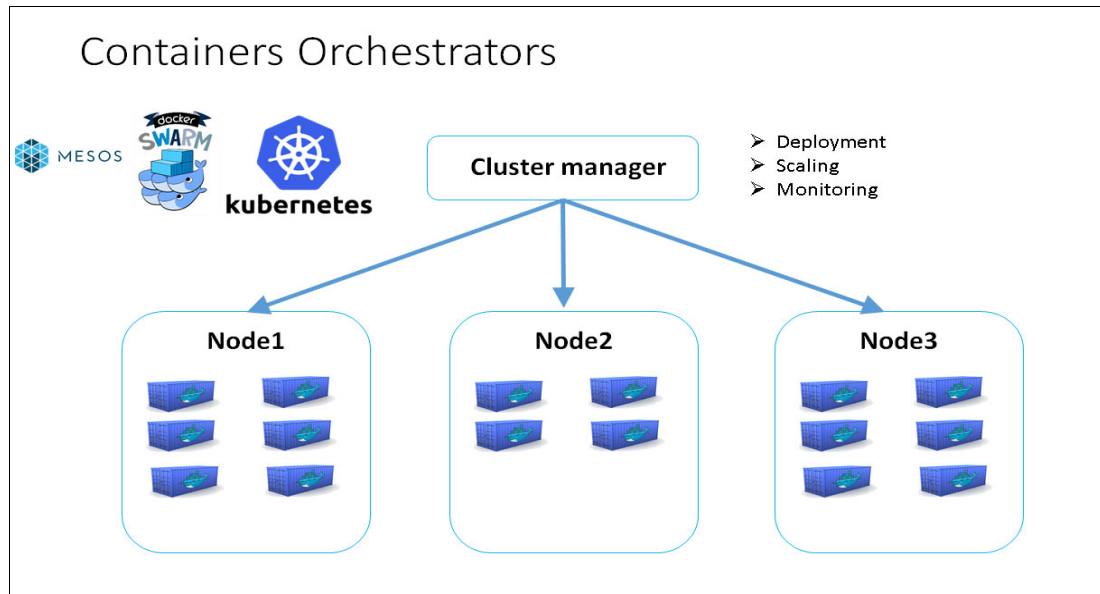 Containers Orchestrators
MESOS
docker
SWARM
kubernetes
Cluster manager
➢ Deployment
➢ Scaling
➢ Monitoring
Node1
Node2
Node3